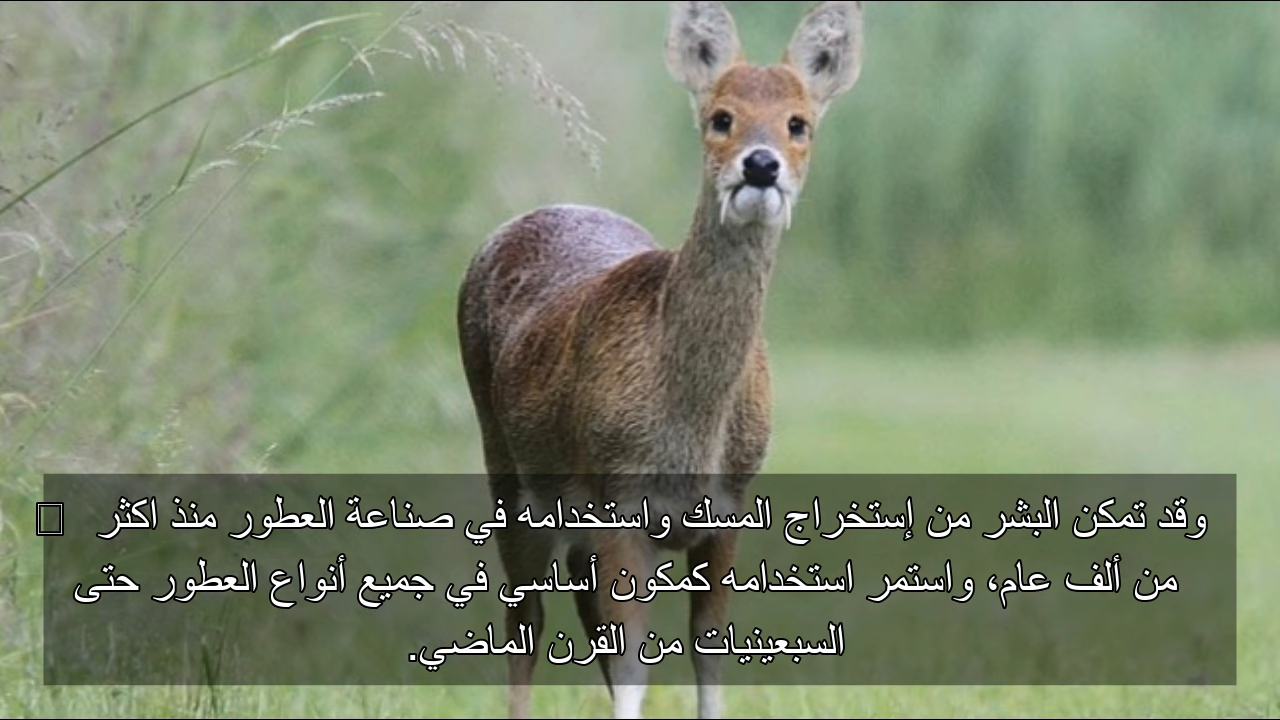 وقد تمكن البشر من إستخراج المسك واستخدامه في صناعة العطور منذ اكثر
من ألف عام، واستمر استخدامه كمكون أساسي في جميع أنواع العطور حتى
السبعينيات من القرن الماضي.